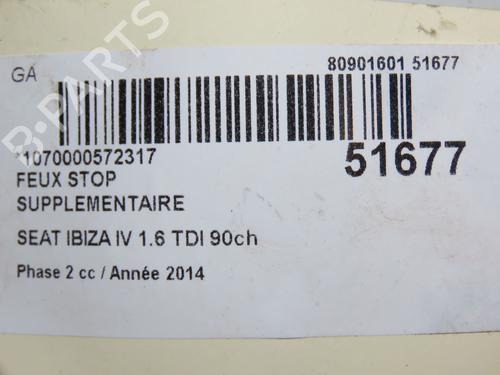 GA
80901601 51677
*1070000572317
51677
FEUX STOP
SUPPLEMENTAIRE
SEAT IBIZA IV 1.6 TDI 90ch
Phase 2 cc / Année 2014
B-PARTS